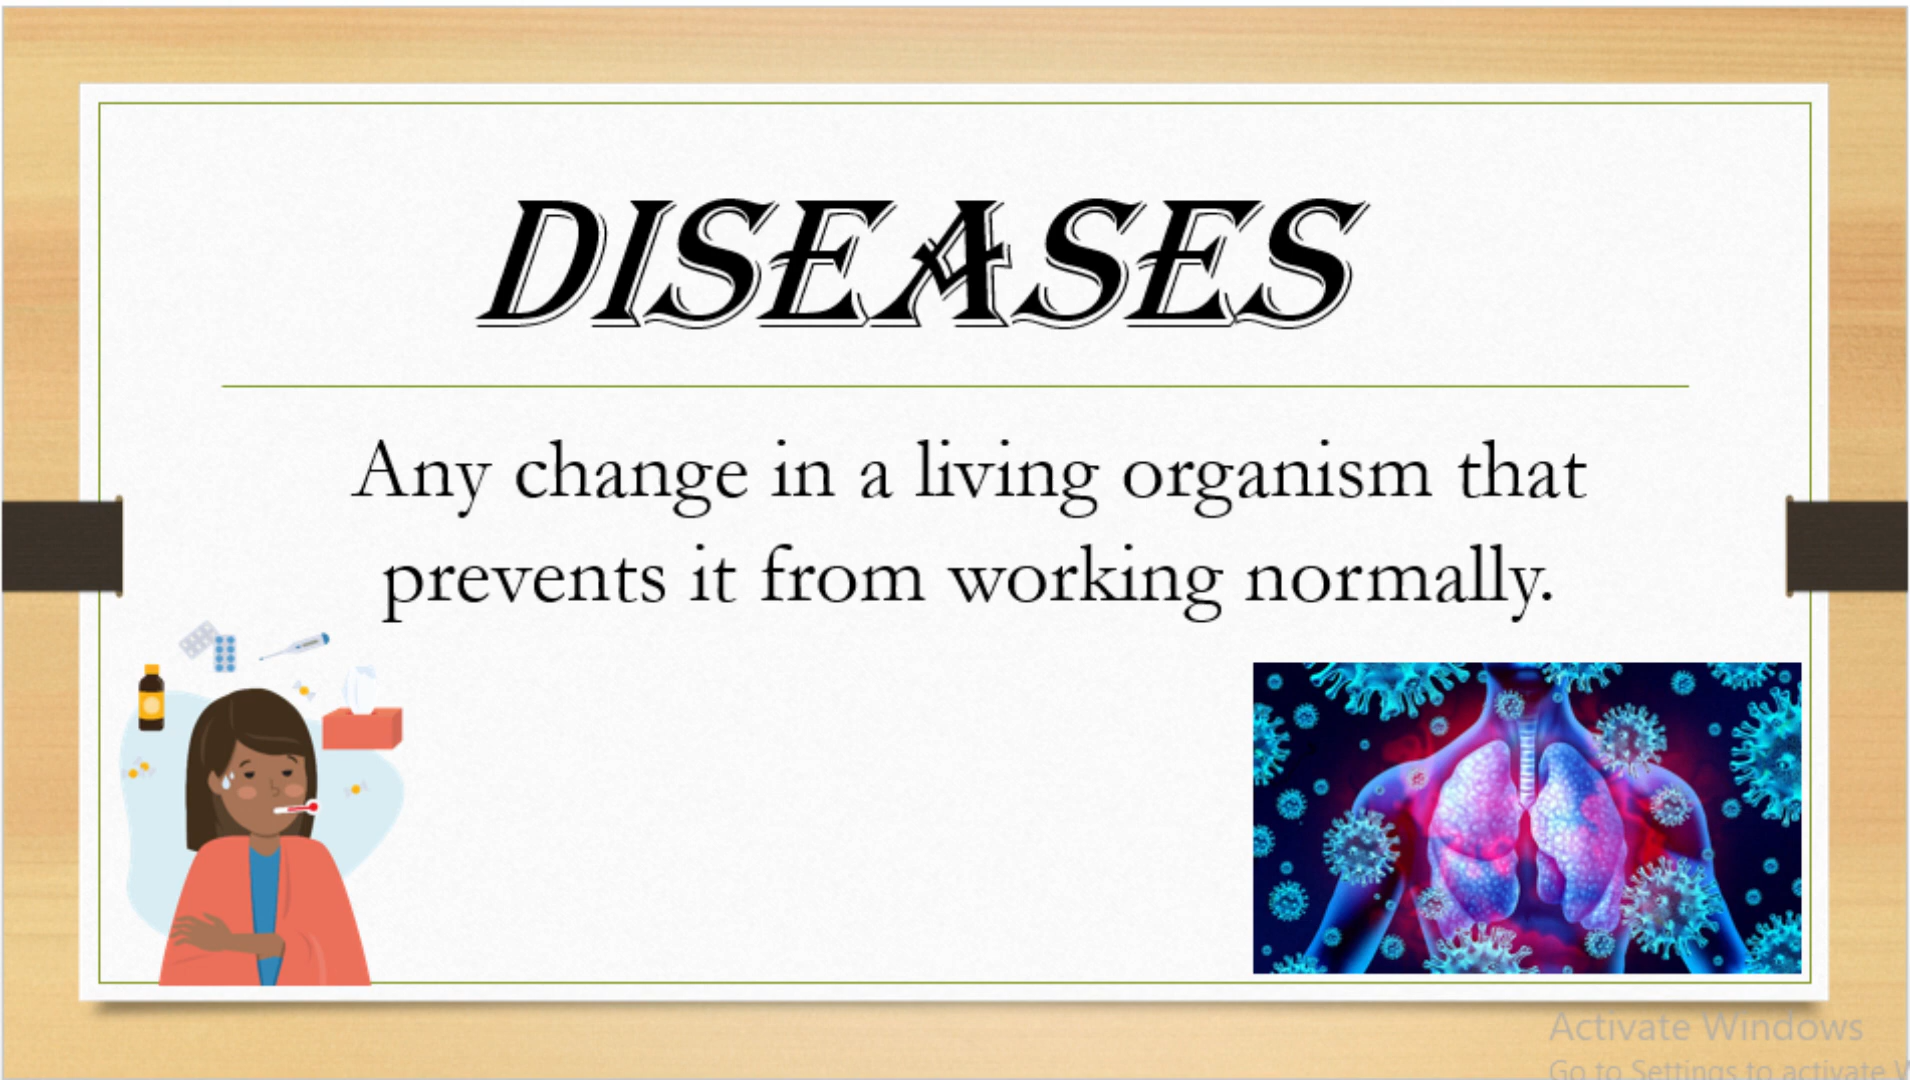 DISEASES
Any change in a living organism that
prevents it from working normally.
Activate Windows
Go to Settings to activate W